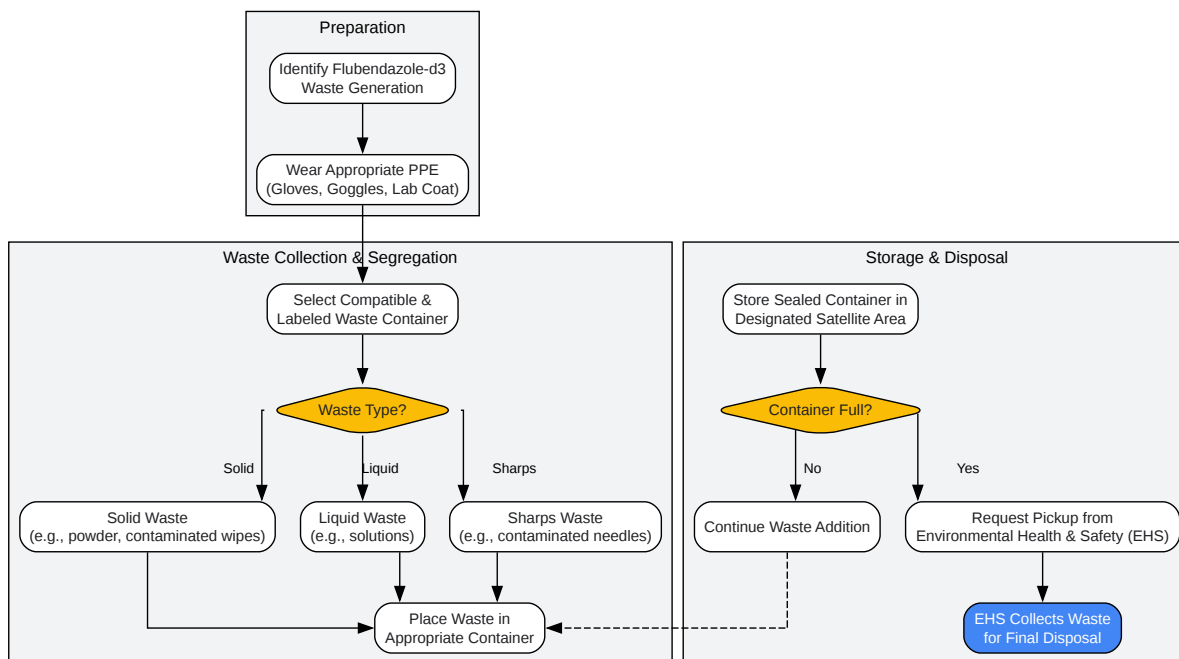 Preparation
Identify Flubendazole-d3
Waste Generation
Wear Appropriate PPE
(Gloves, Goggles, Lab Coat)
Waste Collection & Segregation
Select Compatible &
Labeled Waste Container
Waste Type?
Solid
Liquid
Sharps
Solid Waste
(e.g., powder, contaminated wipes)
Liquid Waste
(e.g., solutions)
Sharps Waste
(e.g., contaminated needles)
Place Waste in
Appropriate Container
Storage & Disposal
Store Sealed Container in
Designated Satellite Area
Container Full?
No
Yes
Continue Waste Addition
Request Pickup from
Environmental Health & Safety (EHS)
EHS Collects Waste
for Final Disposal